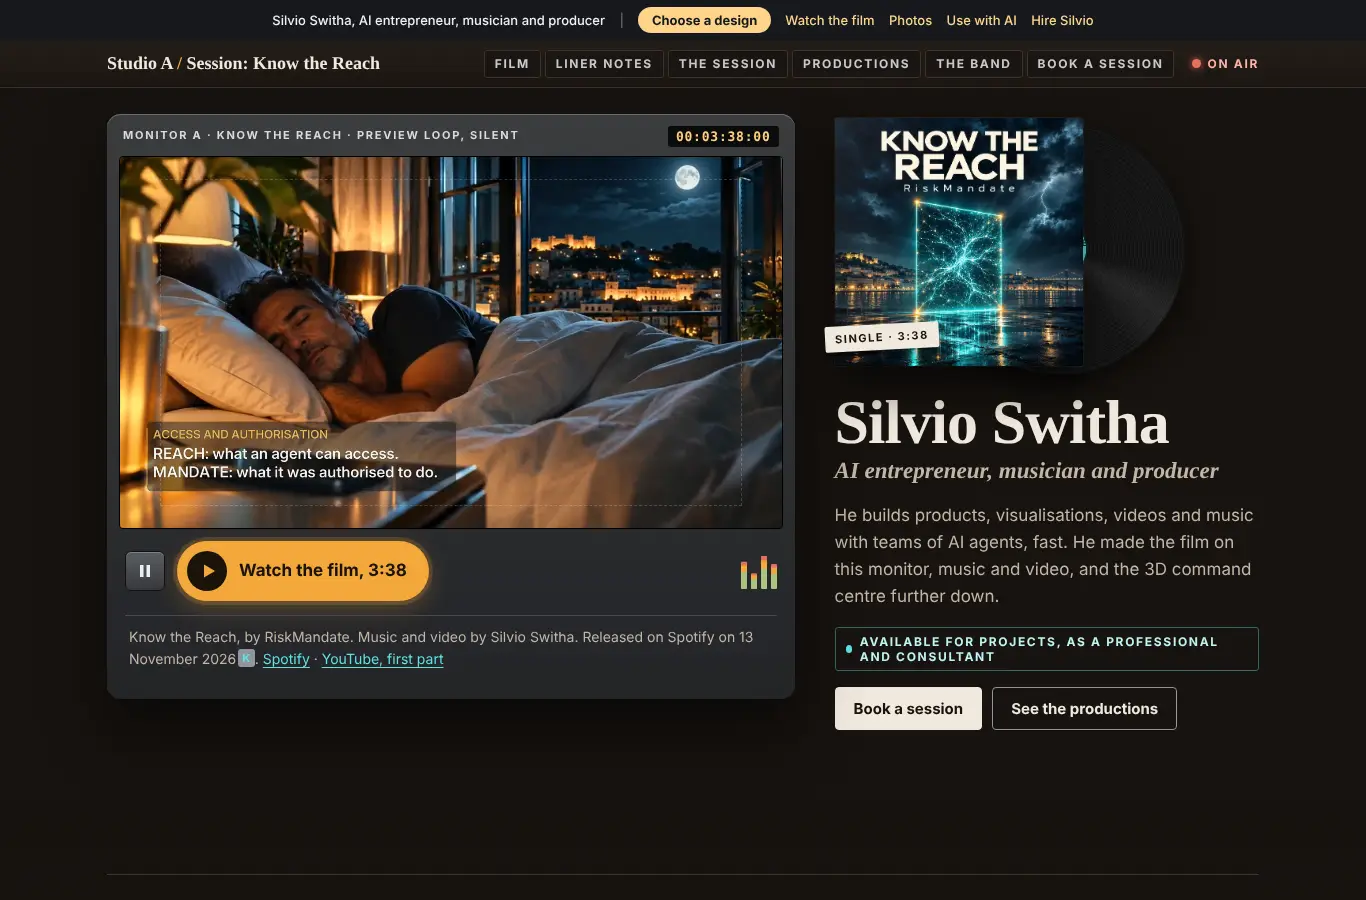 Silvio Switha, AI entrepreneur, musician and producer
Choose a design
Watch the film
Photos
Use with AI
Hire Silvio
Studio A / Session: Know the Reach
FILM
LINER NOTES
THE SESSION
PRODUCTIONS
THE BAND
BOOK A SESSION
ON AIR
MONITOR A · KNOW THE REACH · PREVIEW LOOP, SILENT
00:03:38:00
ACCESS AND AUTHORISATION
REACH: what an agent can access.
MANDATE: what it was authorised to do.
Watch the film, 3:38
Know the Reach, by RiskMandate. Music and video by Silvio Switha. Released on Spotify on 13
November 2026 K. Spotify · YouTube, first part
KNOW THE
REACH
RiskMandate
SINGLE · 3:38
Silvio Switha
AI entrepreneur, musician and producer
He builds products, visualisations, videos and music
with teams of AI agents, fast. He made the film on
this monitor, music and video, and the 3D command
centre further down.
AVAILABLE FOR PROJECTS, AS A PROFESSIONAL
AND CONSULTANT
Book a session
See the productions